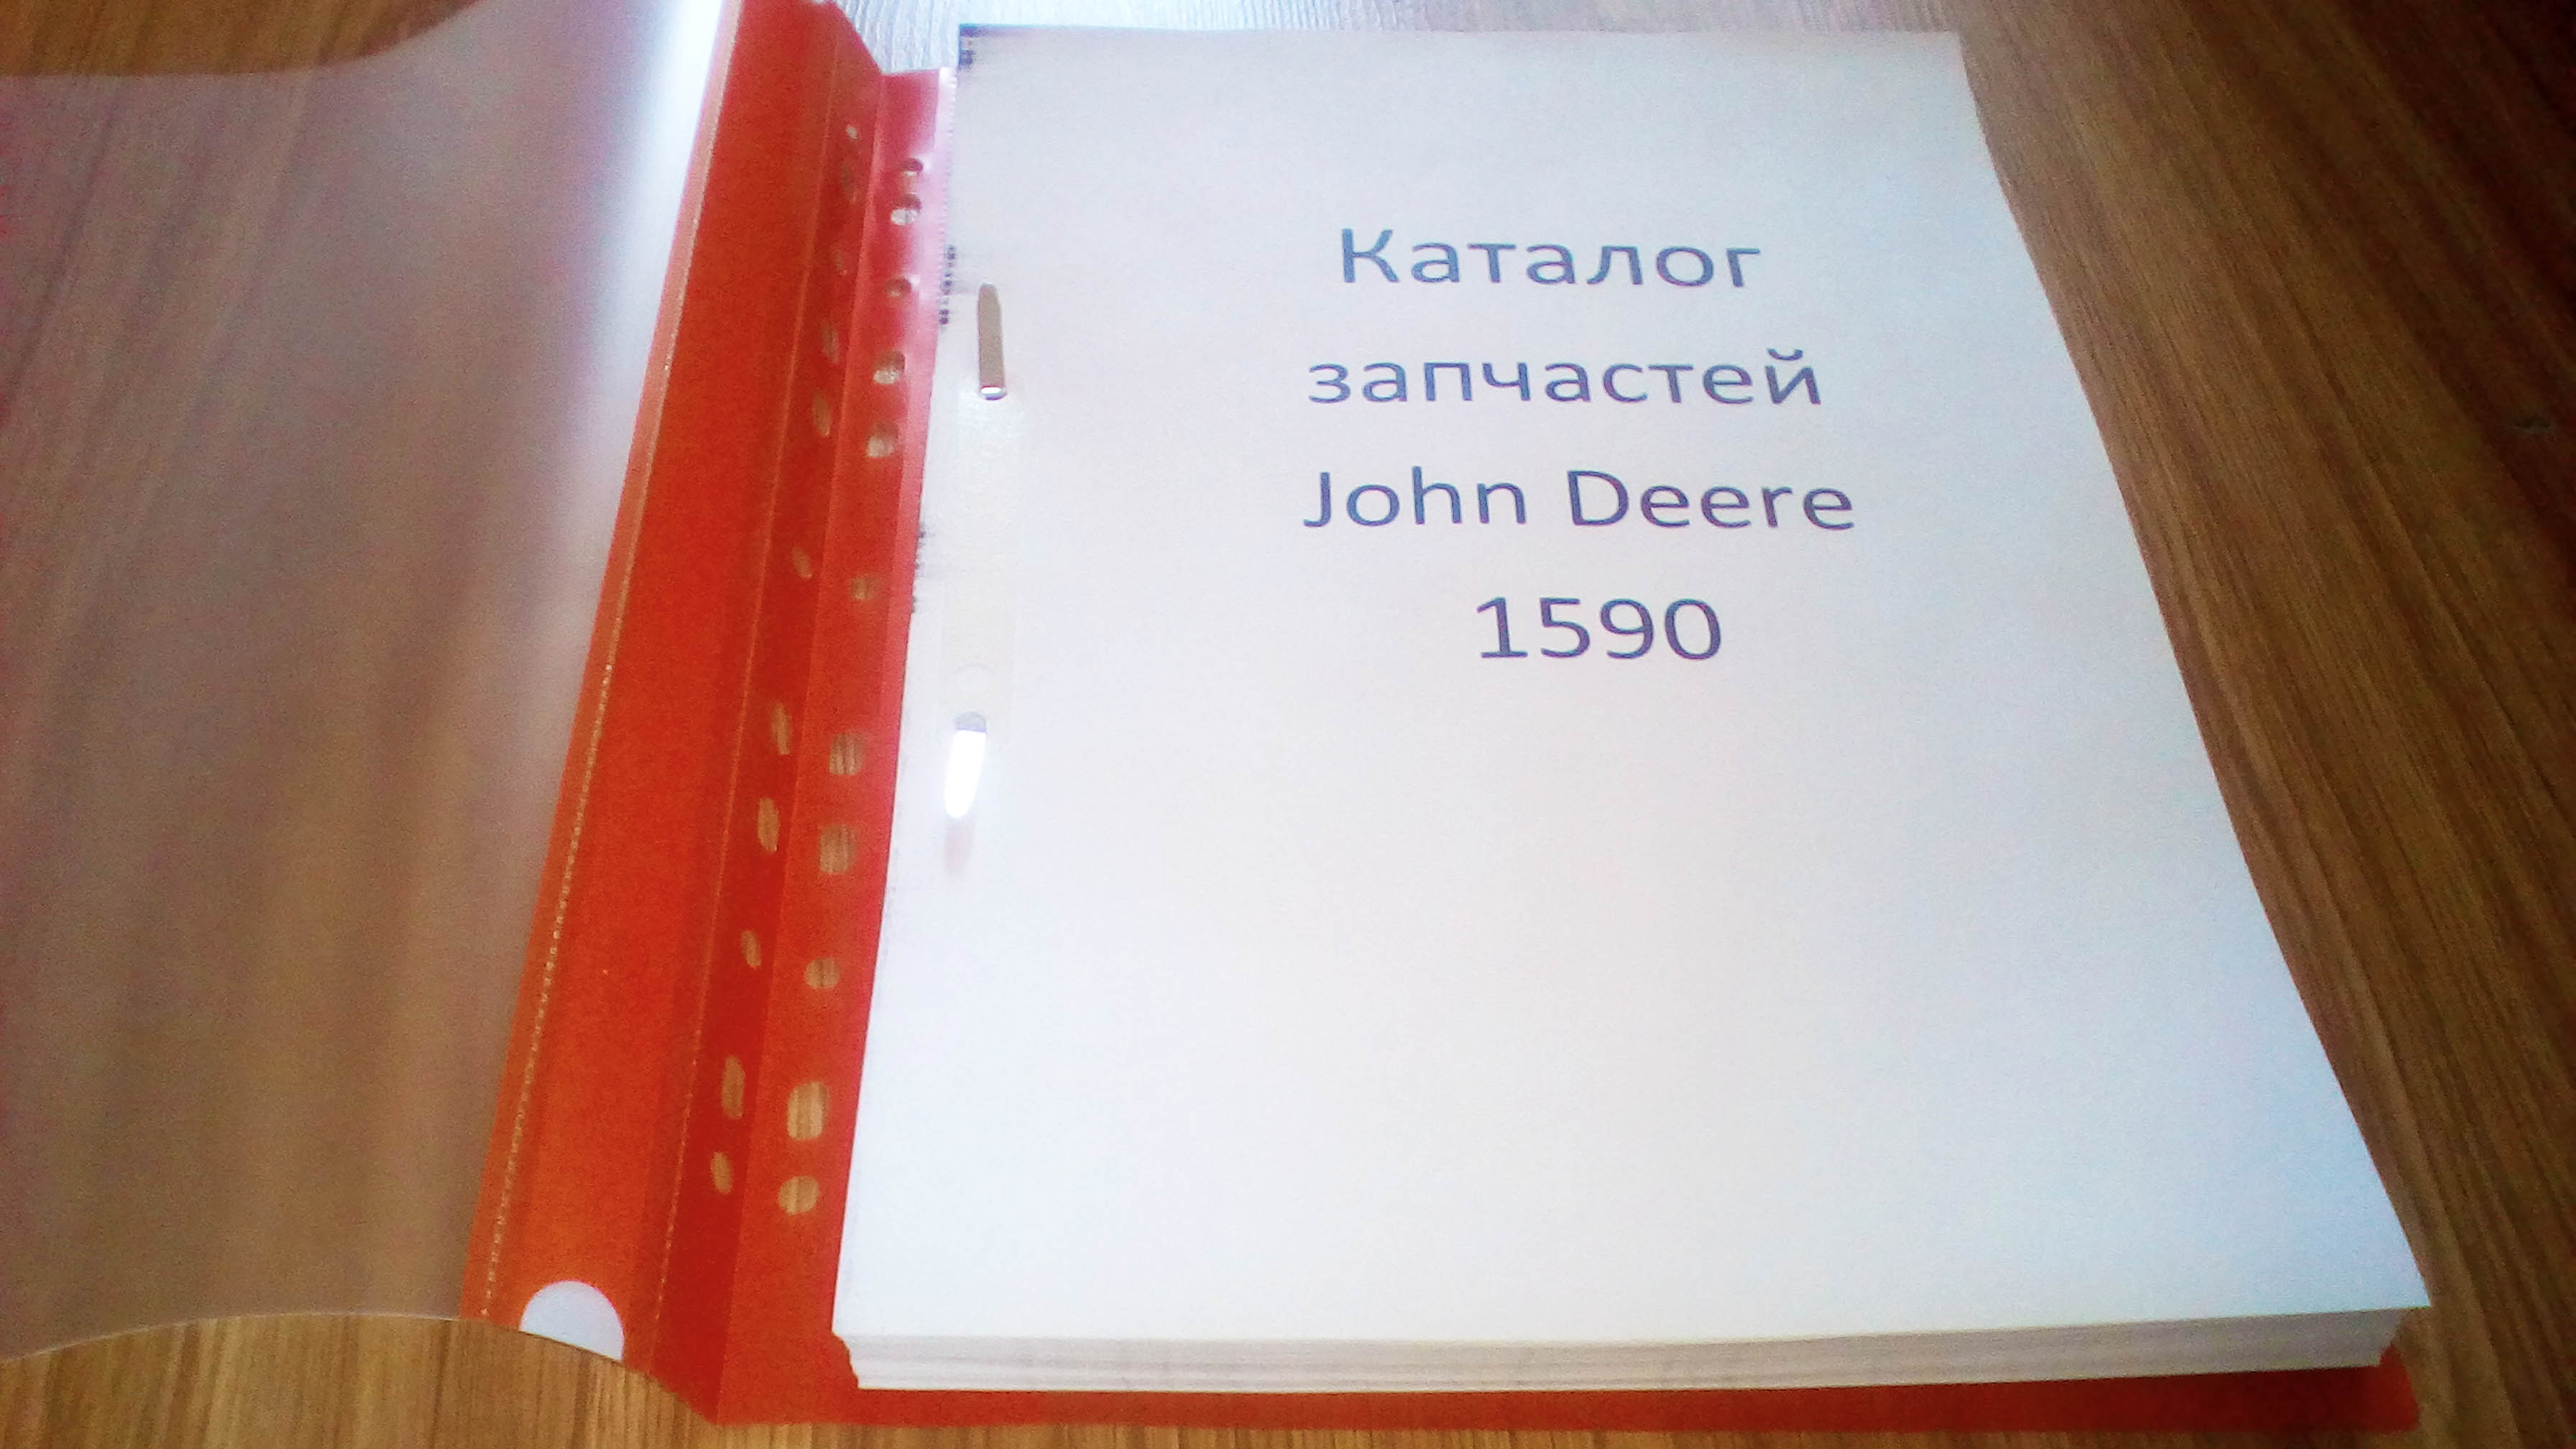 Каталог
запчастей
John Deere
1590